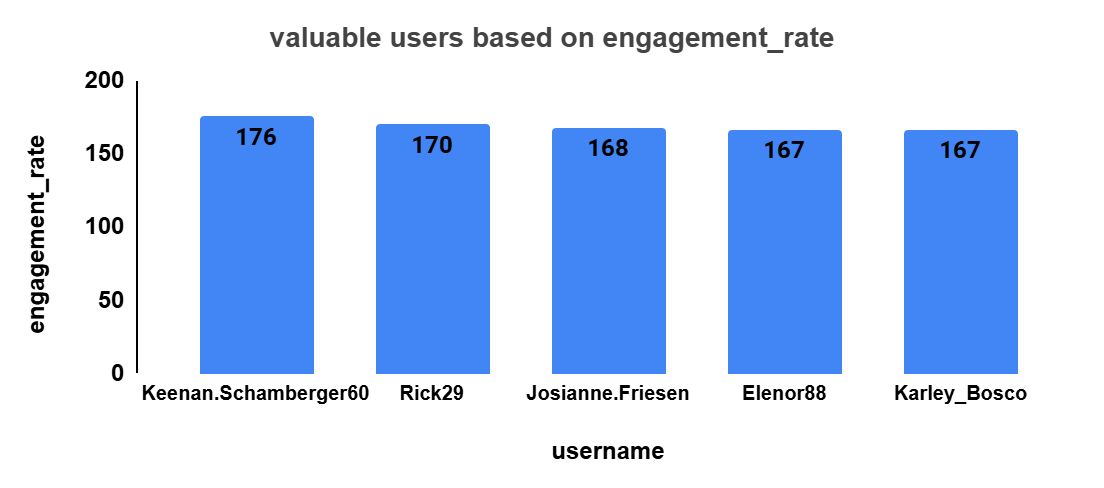 valuable users based on engagement_rate
engagement_rate
200
150
100
50
0
176
170
168
167
167
Keenan.Schamberger60
Rick29
Josianne.Friesen
Elenor88
Karley_Bosco
username